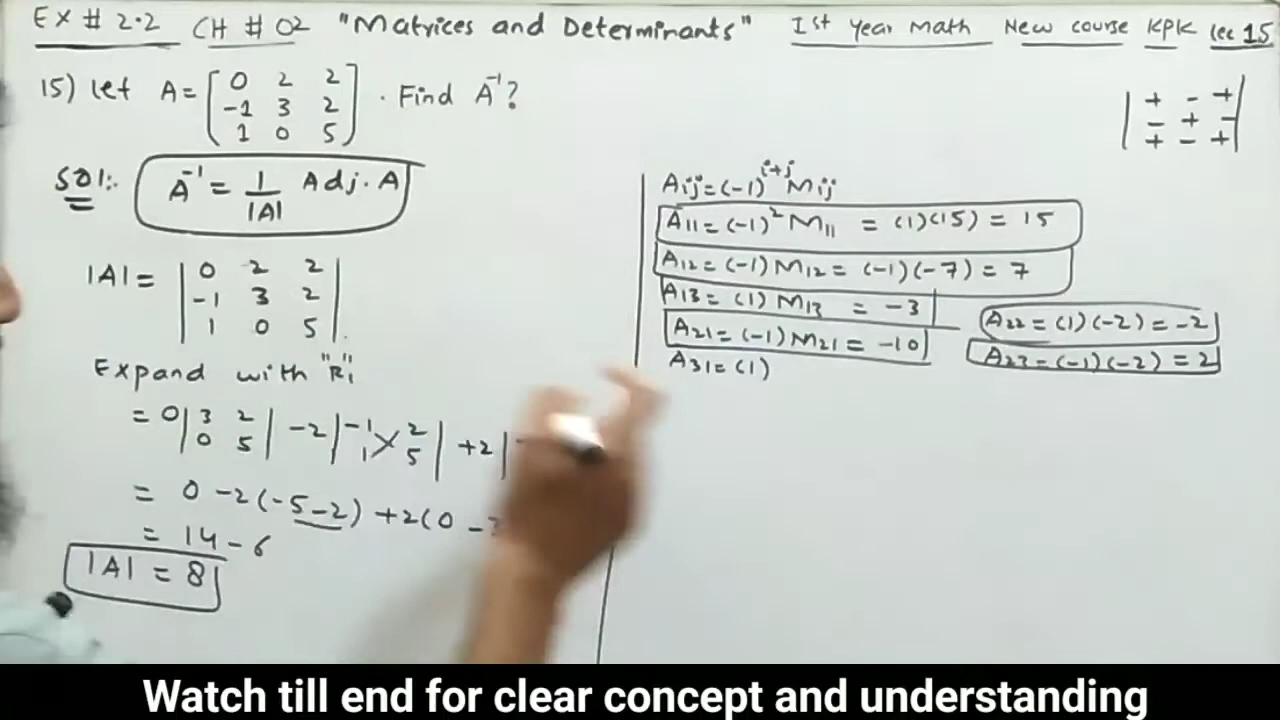 EX # 2.2 CH # 02 "Matrices and Determinants" 1st Year Math New course KPK Lec 15
15) Let A = [ 0 2 2
-1 3 2
1 0 5 ] . Find A⁻¹?
| + - +
- + -
+ - + |
Sol:. A⁻¹ = 1/|A| Adj. A
|A| = | 0 2 2
-1 3 2
1 0 5 |.
Expand with "R₁"
= 0 | 3 2
0 5 | -2 | -1 2
1 5 | +2 |
= 0 -2(-5-2) +2(0 -
= 14 - 6
|A| = 8
Aij = (-1)^i+j Mij
A11 = (-1)² M11 = (1)(15) = 15
A12 = (-1) M12 = (-1)(-7) = 7
A13 = (1) M13 = -3
A21 = (-1) M21 = -10
A31 = (1)
A22 = (1)(-2) = -2
A23 = (-1)(-2) = 2
Watch till end for clear concept and understanding